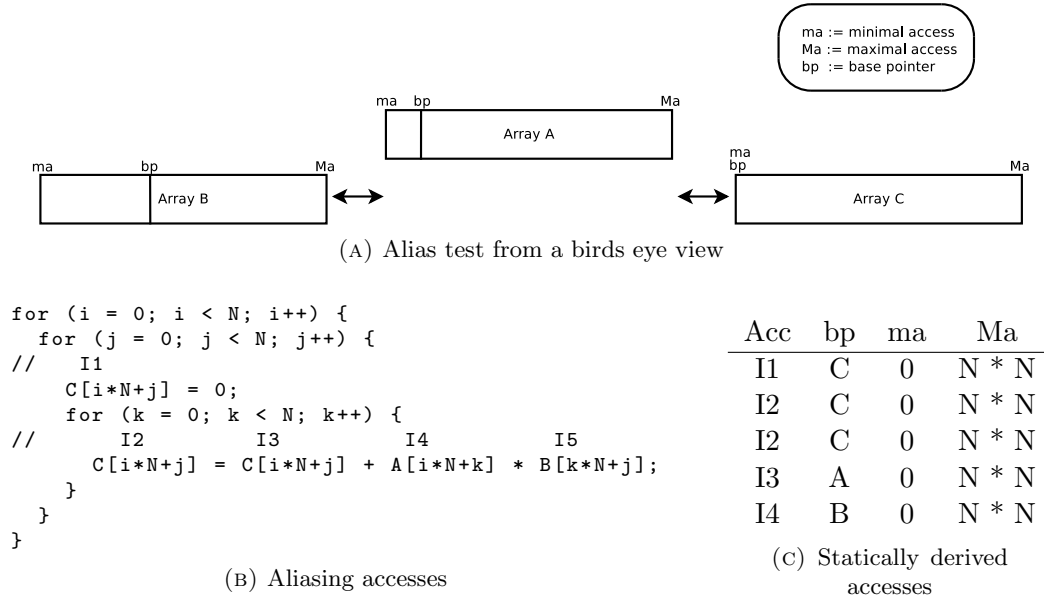 ma := minimal access
Ma := maximal access
bp := base pointer
ma bp Ma
Array A
ma bp Ma
Array B
ma
bp Ma
Array C
(A) Alias test from a birds eye view
for (i = 0; i < N; i++) {
for (j = 0; j < N; j++) {
// I1
C[i*N+j] = 0;
for (k = 0; k < N; k++) {
// I2 I3 I4 I5
C[i*N+j] = C[i*N+j] + A[i*N+k] * B[k*N+j];
}
}
}
(B) Aliasing accesses
Acc bp ma Ma
I1 C 0 N * N
I2 C 0 N * N
I2 C 0 N * N
I3 A 0 N * N
I4 B 0 N * N
(C) Statically derived
accesses